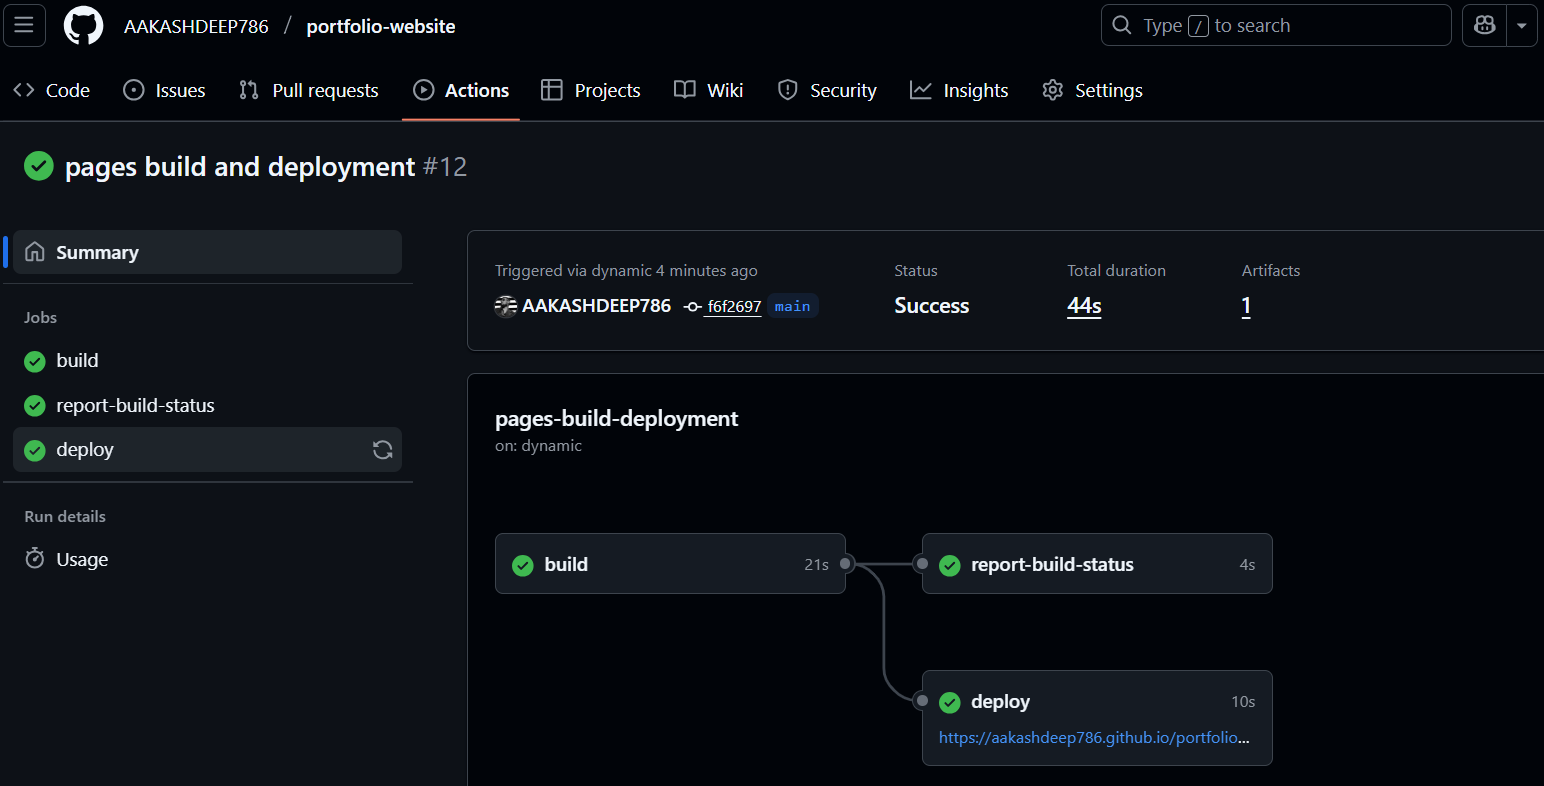 AAKASHDEEP786 / portfolio-website
Type / to search
Code Issues Pull requests Actions Projects Wiki Security Insights Settings
pages build and deployment #12
Summary
Jobs
build
report-build-status
deploy
Run details
Usage
Triggered via dynamic 4 minutes ago
AAKASHDEEP786 f6f2697 main
Status
Success
Total duration
44s
Artifacts
1
pages-build-deployment
on: dynamic
build 21s
report-build-status 4s
deploy 10s
https://aakashdeep786.github.io/portfolio...